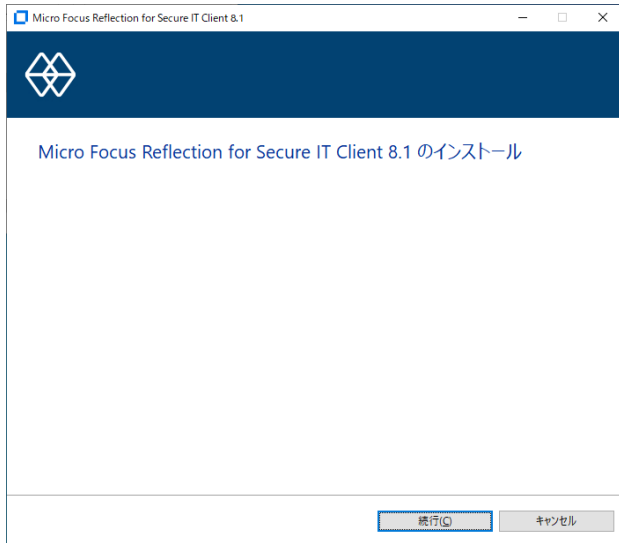 Micro Focus Reflection for Secure IT Client 8.1
Micro Focus Reflection for Secure IT Client 8.1 のインストール
続行(C)
キャンセル